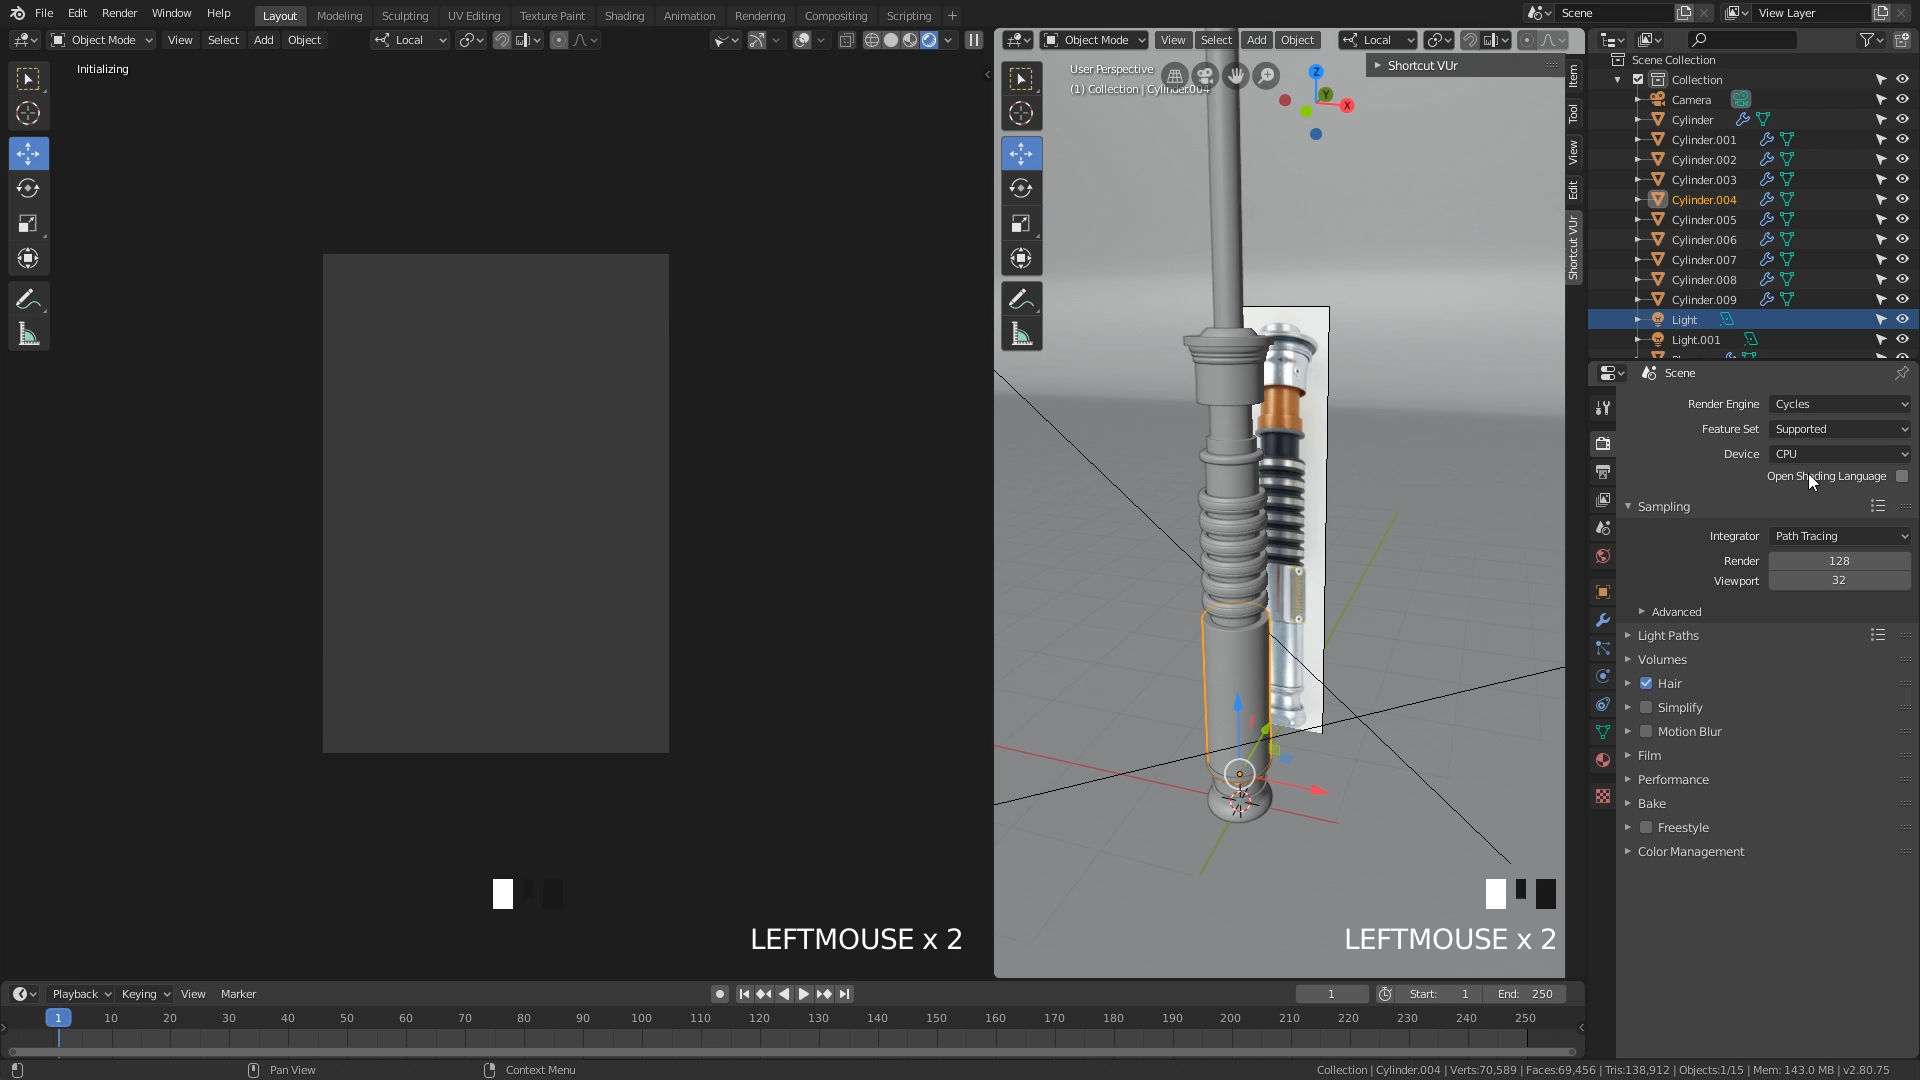 File Edit Render Window Help
Layout Modeling Sculpting UV Editing Texture Paint Shading Animation Rendering Compositing Scripting +
Scene
View Layer
Object Mode View Select Add Object Local
Object Mode View Select Add Object Local
Initializing
User Perspective
(1) Collection | Cylinder.004
Shortcut VUr
Z
Y
X
Item
Tool
View
Edit
Shortcut VUr
Scene Collection
Collection
Camera
Cylinder
Cylinder.001
Cylinder.002
Cylinder.003
Cylinder.004
Cylinder.005
Cylinder.006
Cylinder.007
Cylinder.008
Cylinder.009
Light
Light.001
Scene
Render Engine Cycles
Feature Set Supported
Device CPU
Open Shading Language
Sampling
Integrator Path Tracing
Render 128
Viewport 32
Advanced
Light Paths
Volumes
Hair
Simplify
Motion Blur
Film
Performance
Bake
Freestyle
Color Management
LEFTMOUSE x 2
LEFTMOUSE x 2
Playback Keying View Marker
1 Start: 1 End: 250
1 10 20 30 40 50 60 70 80 90 100 110 120 130 140 150 160 170 180 190 200 210 220 230 240 250
Pan View Context Menu
Collection | Cylinder.004 | Verts:70,589 | Faces:69,456 | Tris:138,912 | Objects:1/15 | Mem: 143.0 MB | v2.80.75